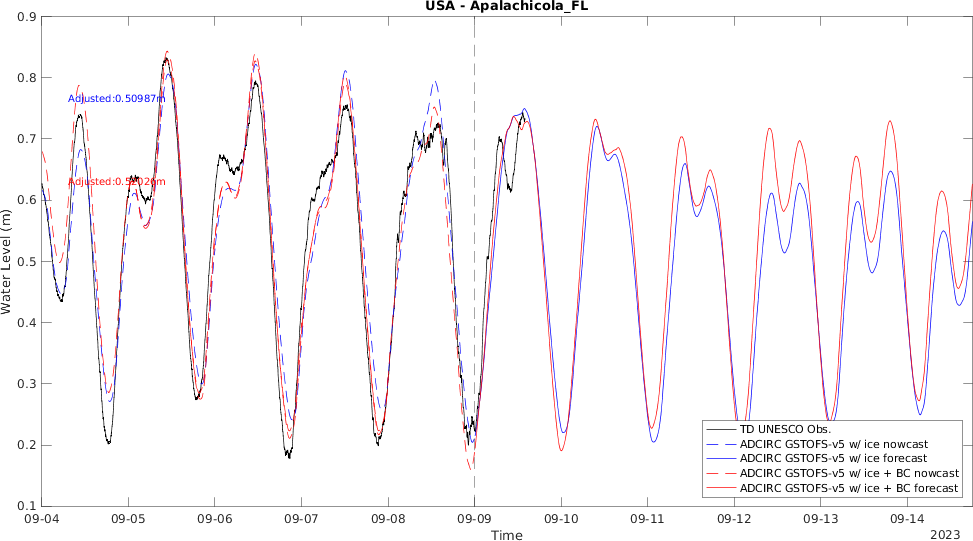 USA - Apalachicola_FL
0.9
0.8
0.7
0.6
0.5
0.4
0.3
0.2
0.1
Water Level (m)
Adjusted:0.50987m
TD UNESCO Obs.
ADCIRC GSTOFS-v5 w/ ice nowcast
ADCIRC GSTOFS-v5 w/ ice forecast
ADCIRC GSTOFS-v5 w/ ice + BC nowcast
ADCIRC GSTOFS-v5 w/ ice + BC forecast
09-04 09-05 09-06 09-07 09-08 09-09 09-10 09-11 09-12 09-13 09-14
Time
2023